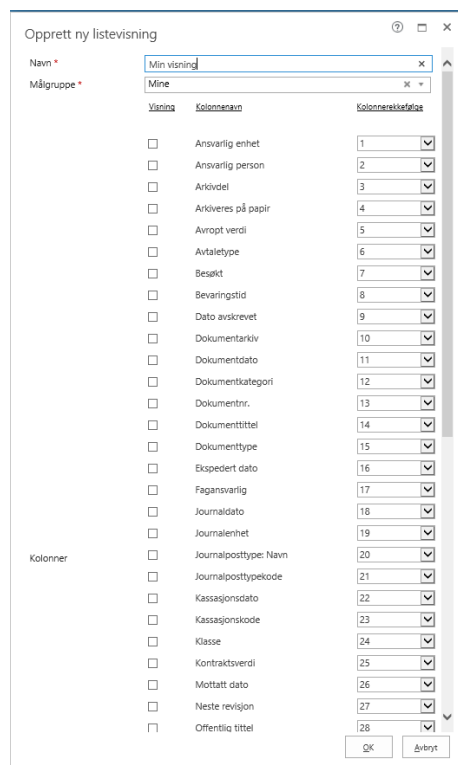 Opprett ny listevisning
Navn *
Min visning
Målgruppe *
Mine
Visning Kolonnenavn Kolonnerekkefølge
Ansvarlig enhet 1
Ansvarlig person 2
Arkivdel 3
Arkiveres på papir 4
Avropt verdi 5
Avtaletype 6
Besøkt 7
Bevaringstid 8
Dato avskrevet 9
Dokumentarkiv 10
Dokumentdato 11
Dokumentkategori 12
Dokumentnr. 13
Dokumenttittel 14
Dokumenttype 15
Ekspedert dato 16
Fagansvarlig 17
Journaldato 18
Journalenhet 19
Kolonner
Journalposttype: Navn 20
Journalposttypekode 21
Kassasjonsdato 22
Kassasjonskode 23
Klasse 24
Kontraktsverdi 25
Mottatt dato 26
Neste revisjon 27
Offentlig tittel 28
OK Avbryt